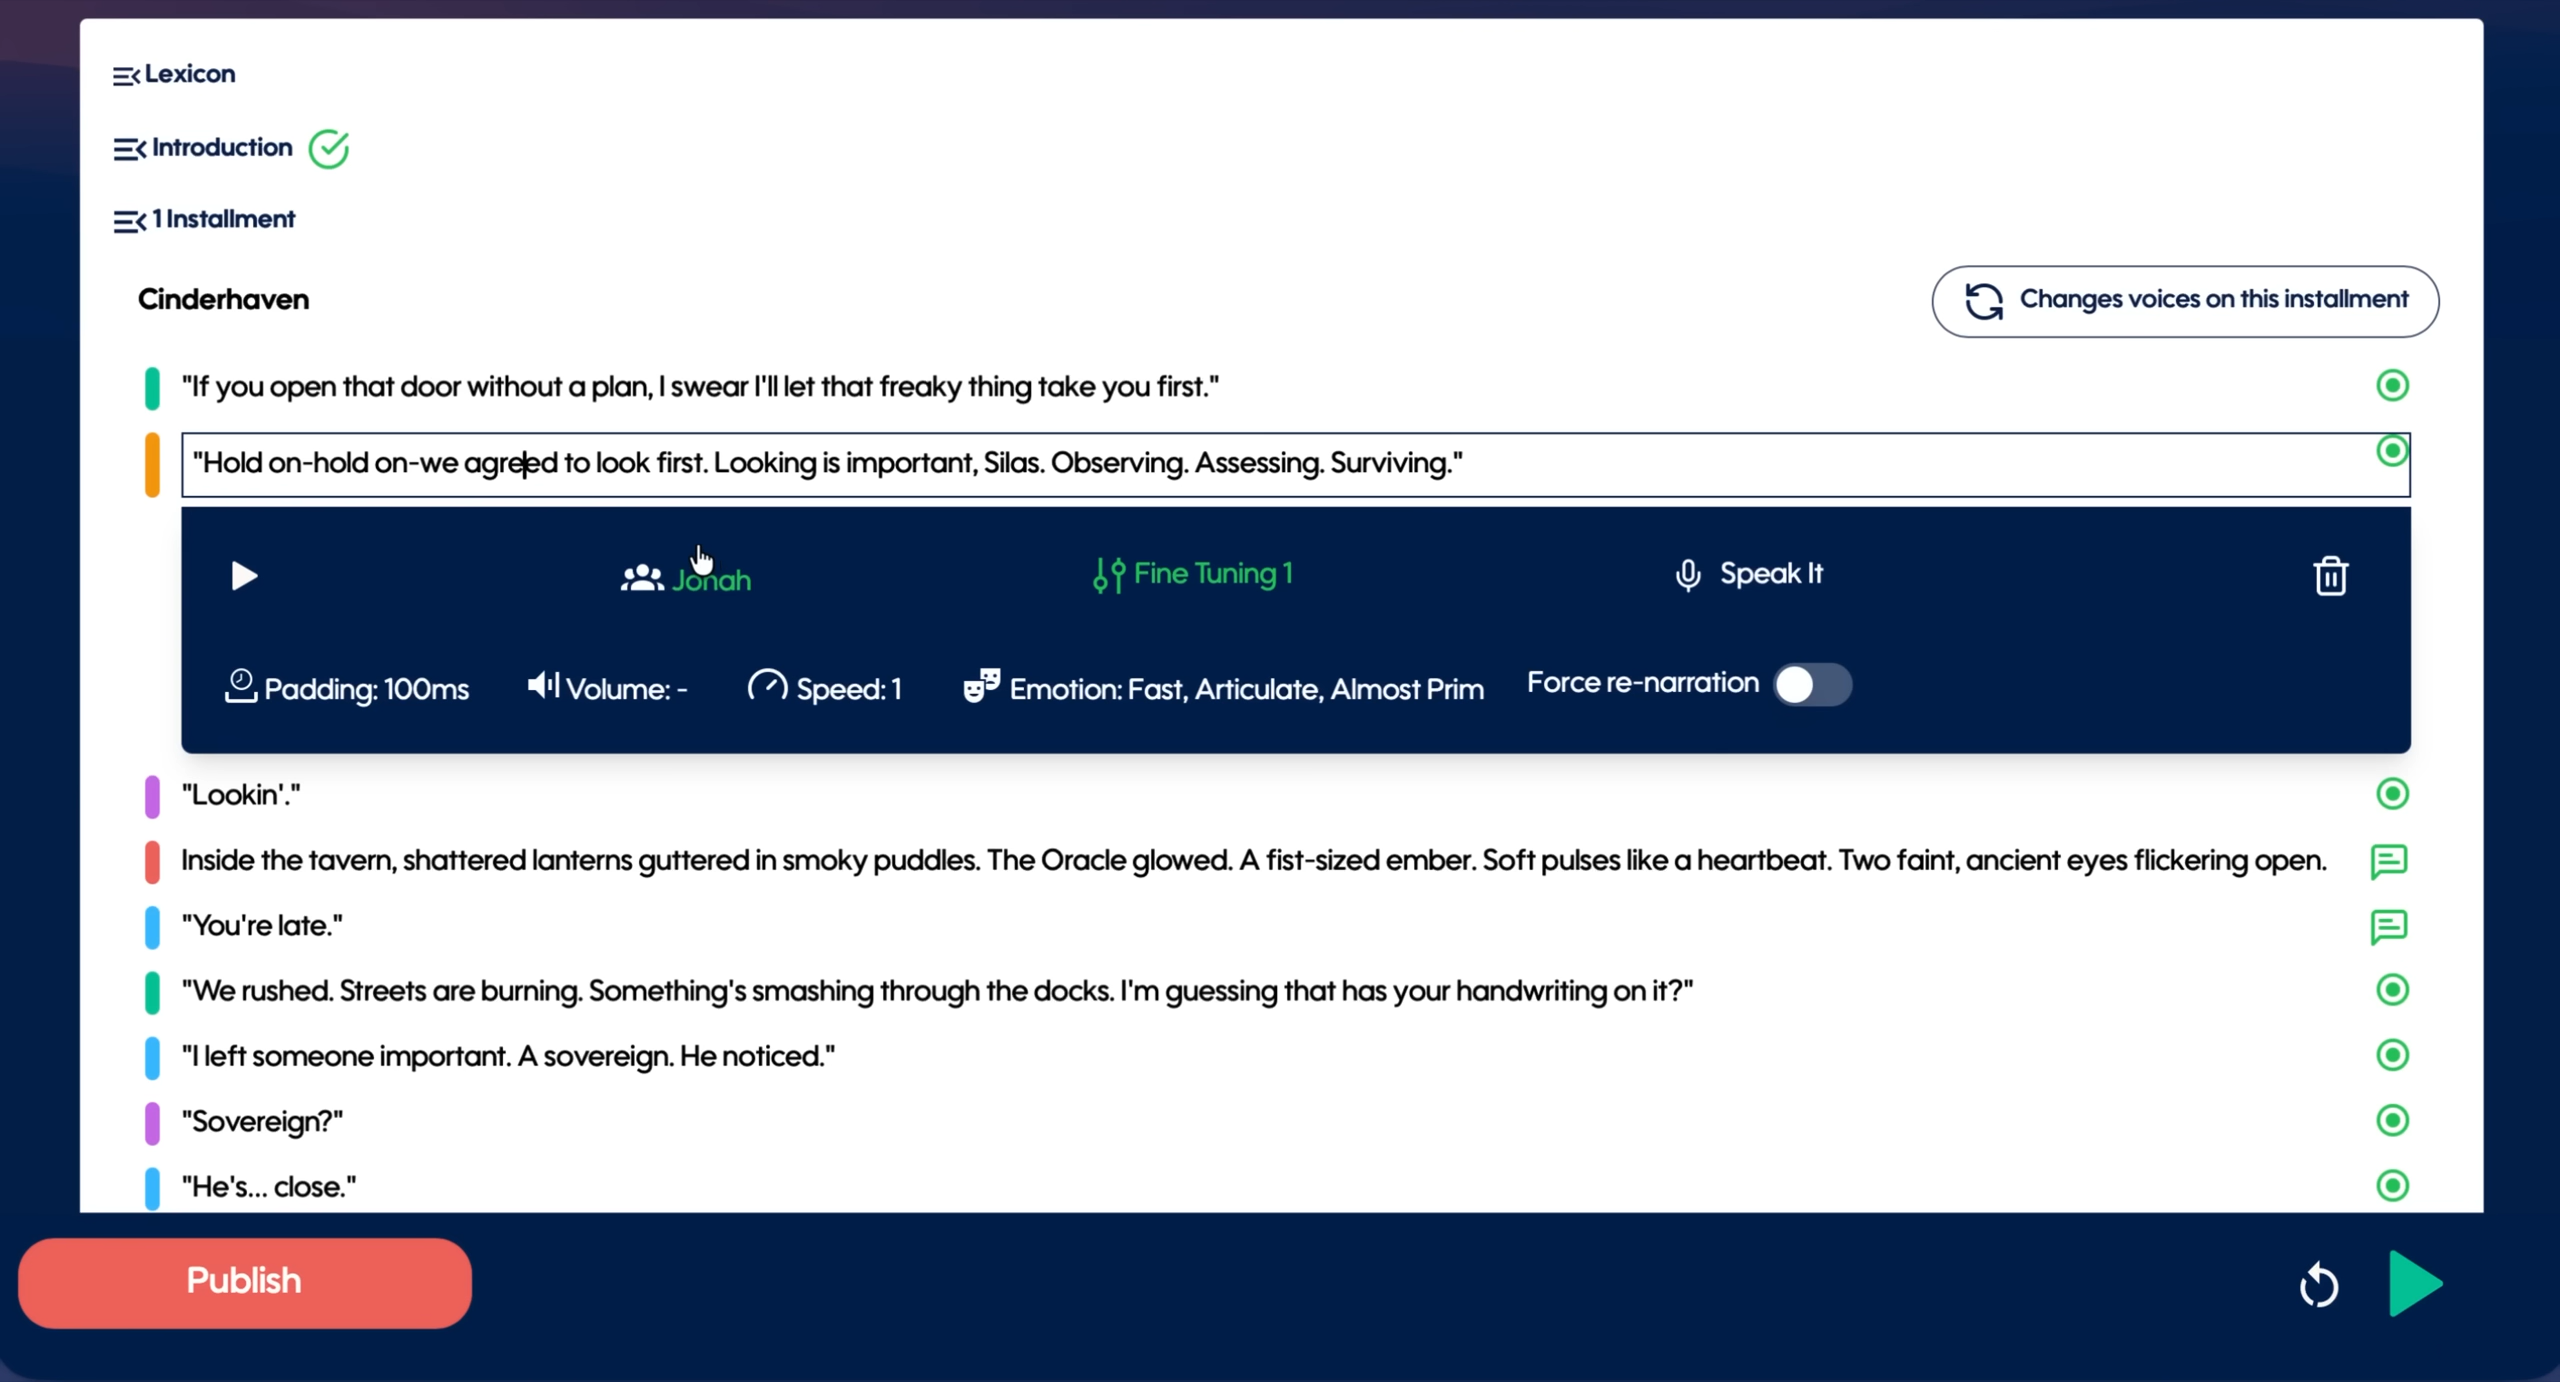 Lexicon
Introduction
1 Installment
Cinderhaven
Changes voices on this installment
"If you open that door without a plan, I swear I'll let that freaky thing take you first."
"Hold on-hold on-we agreed to look first. Looking is important, Silas. Observing. Assessing. Surviving."
Jonah
Fine Tuning 1
Speak It
Padding: 100ms
Volume: -
Speed: 1
Emotion: Fast, Articulate, Almost Prim
Force re-narration
"Lookin'."
Inside the tavern, shattered lanterns guttered in smoky puddles. The Oracle glowed. A fist-sized ember. Soft pulses like a heartbeat. Two faint, ancient eyes flickering open.
"You're late."
"We rushed. Streets are burning. Something's smashing through the docks. I'm guessing that has your handwriting on it?"
"I left someone important. A sovereign. He noticed."
"Sovereign?"
"He's... close."
Publish